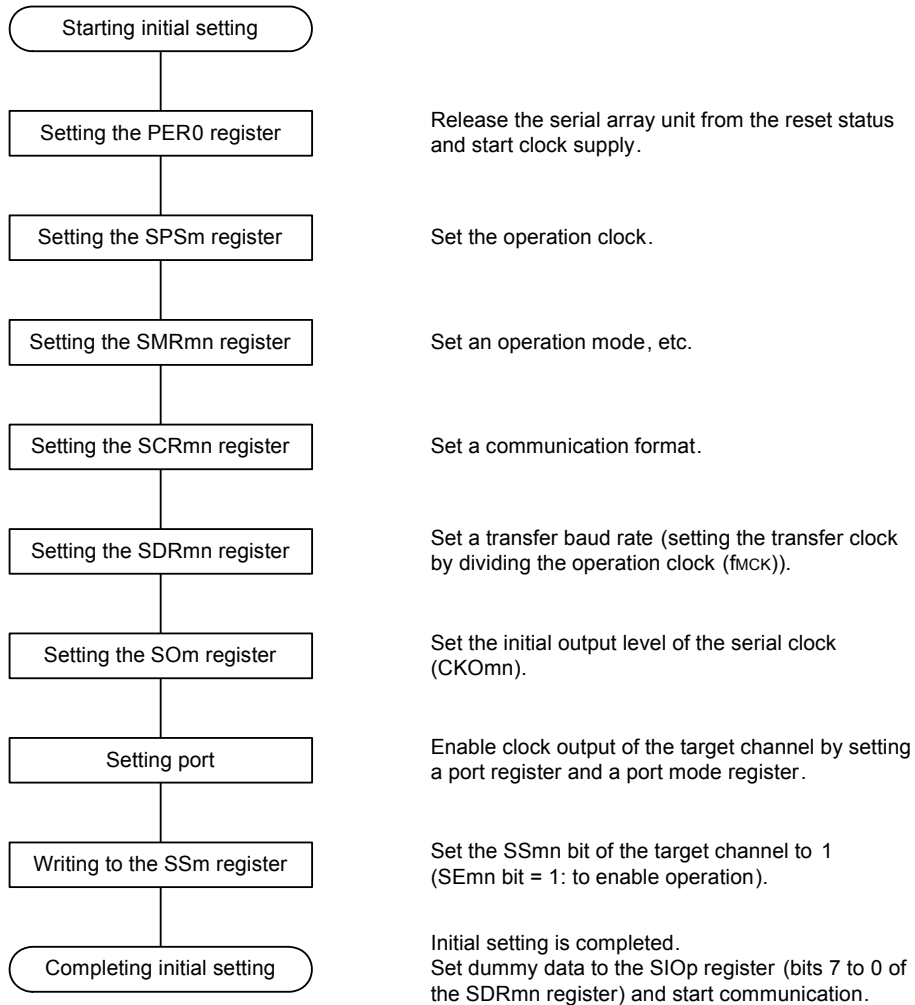 Starting initial setting
Setting the PER0 register
Release the serial array unit from the reset status
and start clock supply.
Setting the SPSm register
Set the operation clock.
Setting the SMRmn register
Set an operation mode, etc.
Setting the SCRmn register
Set a communication format.
Setting the SDRmn register
Set a transfer baud rate (setting the transfer clock
by dividing the operation clock (fMCK)).
Setting the SOm register
Set the initial output level of the serial clock
(CKOmn).
Setting port
Enable clock output of the target channel by setting
a port register and a port mode register.
Writing to the SSm register
Set the SSmn bit of the target channel to 1
(SEmn bit = 1: to enable operation).
Completing initial setting
Initial setting is completed.
Set dummy data to the SIOp register (bits 7 to 0 of
the SDRmn register) and start communication.